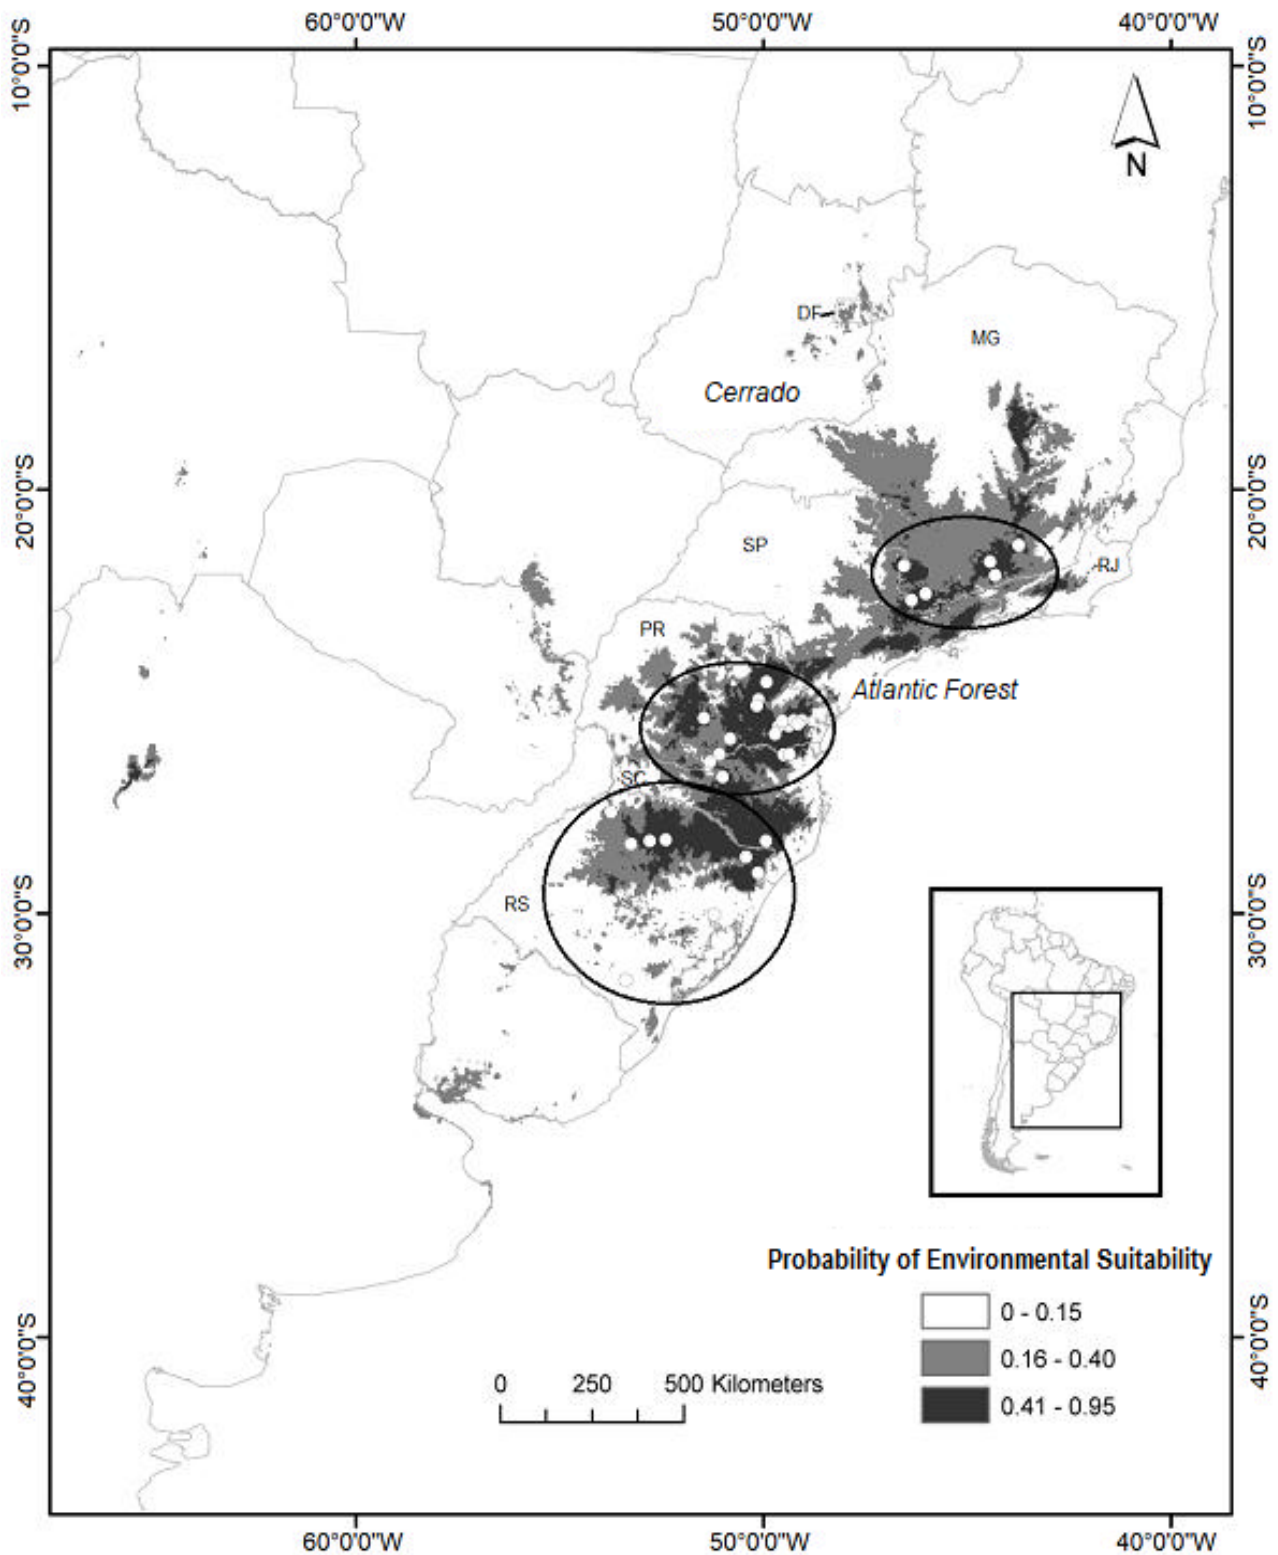 60°0'0"W 50°0'0"W 40°0'0"W
10°0'0"S 10°0'0"S
N
DF
MG
Cerrado
20°0'0"S 20°0'0"S
SP
RJ
PR
Atlantic Forest
SC
RS
30°0'0"S 30°0'0"S
Probability of Environmental Suitability
0 - 0.15
0.16 - 0.40
0.41 - 0.95
0 250 500 Kilometers
40°0'0"S 40°0'0"S
60°0'0"W 50°0'0"W 40°0'0"W